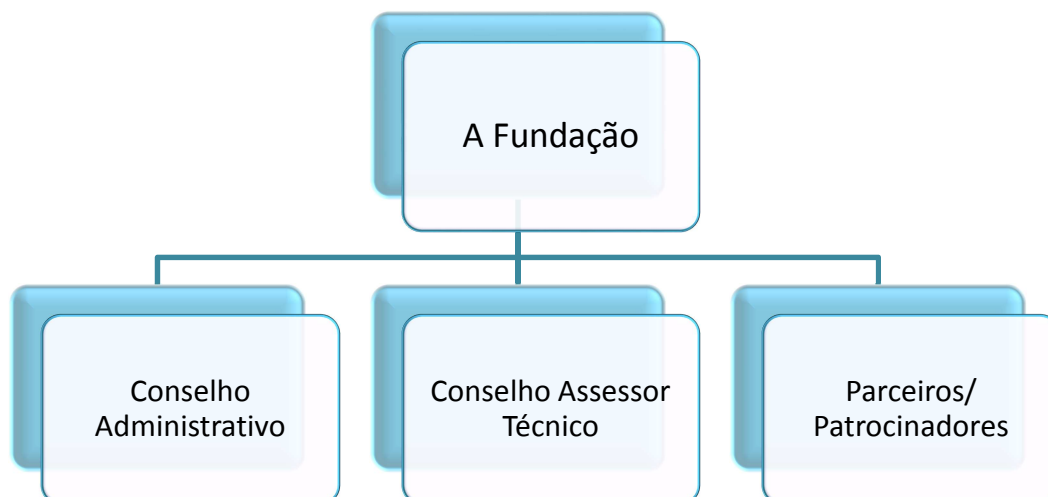 A Fundação
Conselho
Administrativo
Conselho Assessor
Técnico
Parceiros/
Patrocinadores